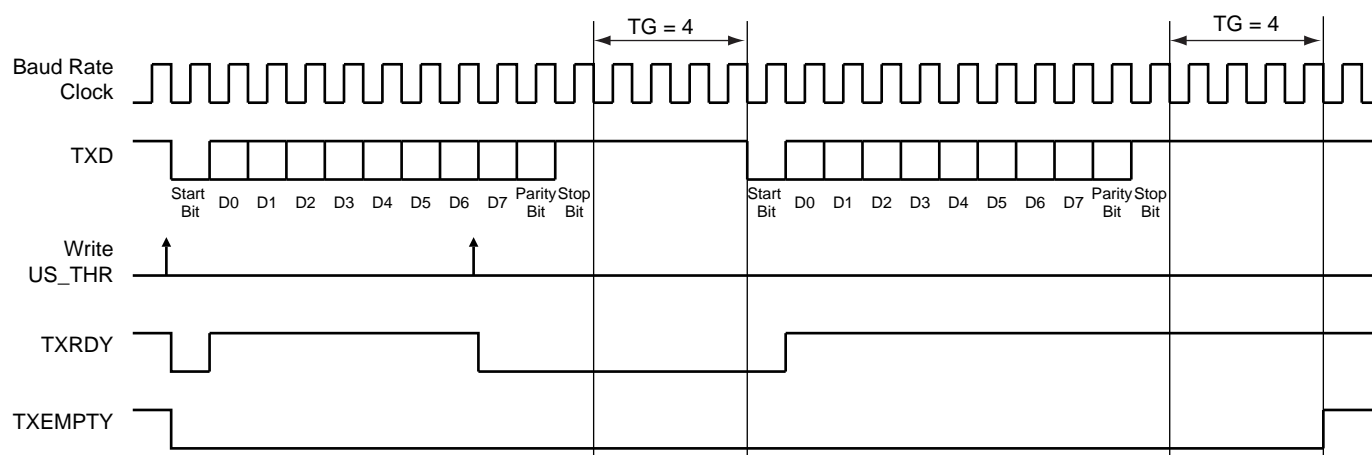 TG = 4
TG = 4
Baud Rate
Clock
TXD
Start
Bit
D0
D1
D2
D3
D4
D5
D6
D7
Parity
Bit
Stop
Bit
Start
Bit
D0
D1
D2
D3
D4
D5
D6
D7
Parity
Bit
Stop
Bit
Write
US_THR
TXRDY
TXEMPTY